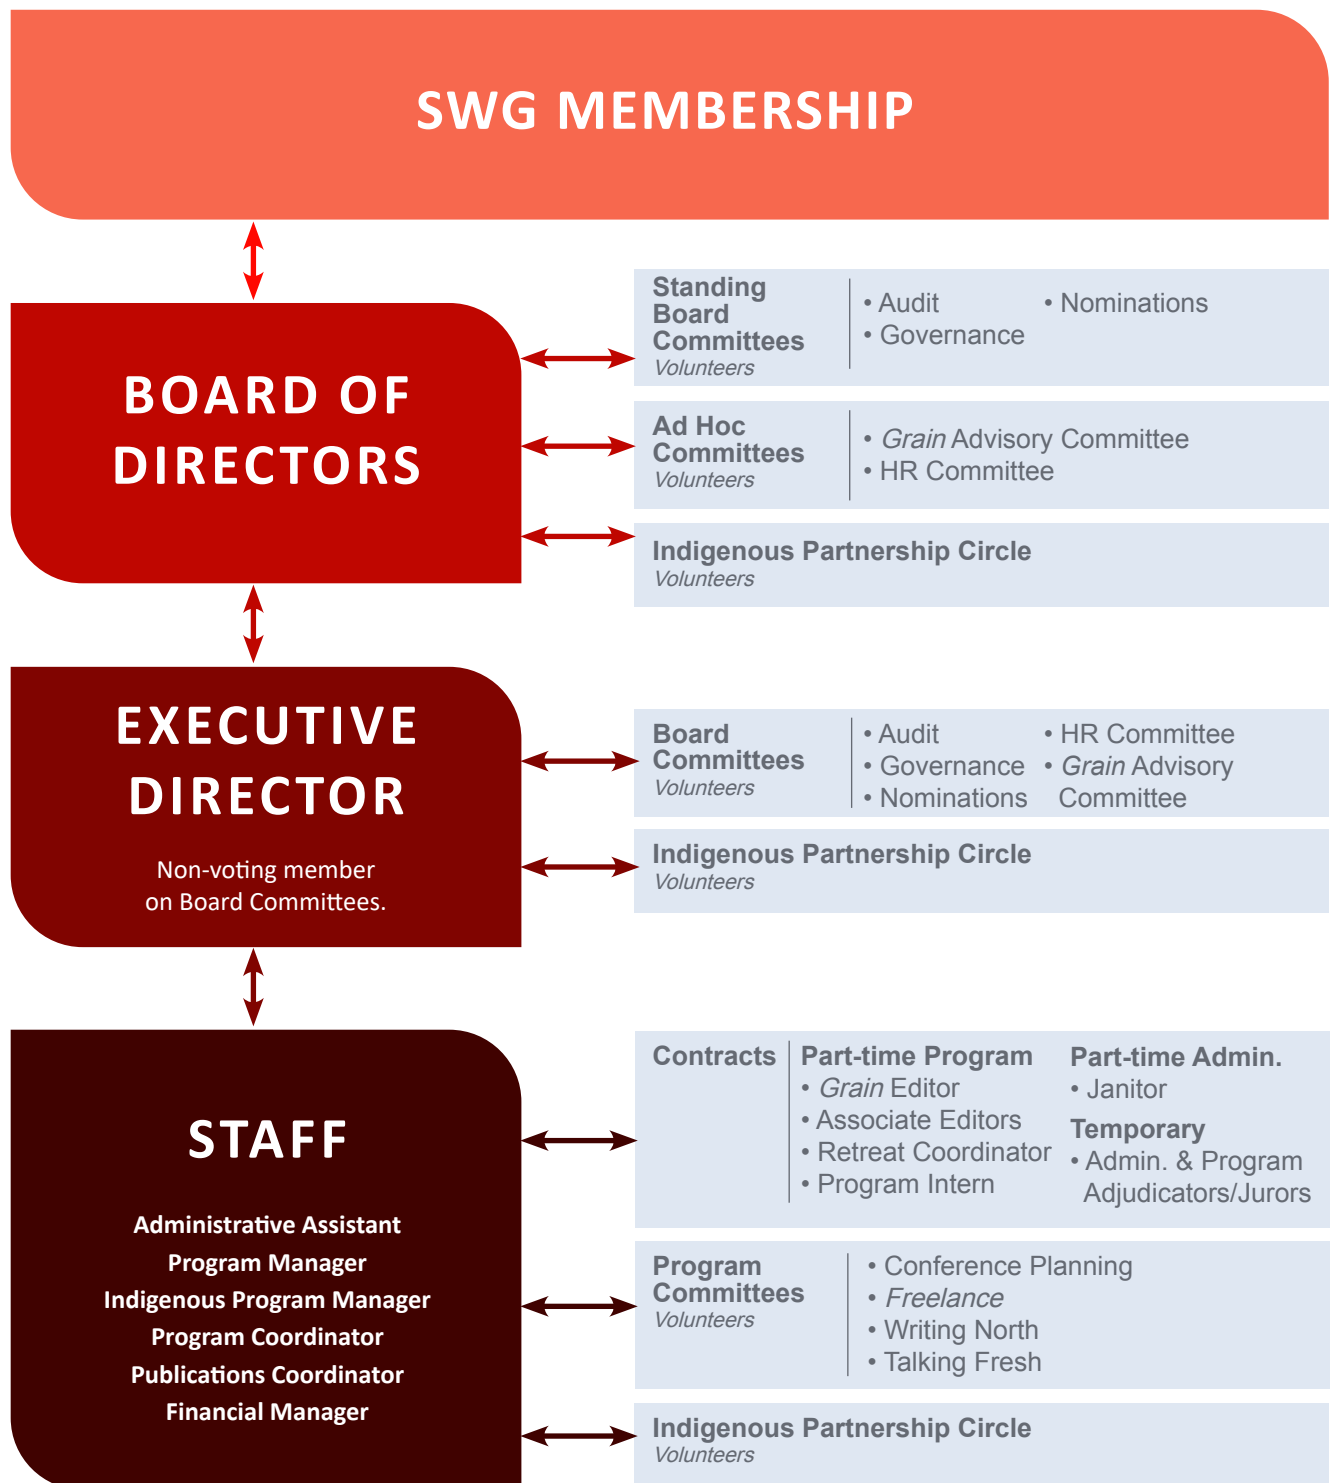 SWG MEMBERSHIP
BOARD OF
DIRECTORS
Standing
Board
Committees
Volunteers
• Audit
• Governance
• Nominations
Ad Hoc
Committees
Volunteers
• Grain Advisory Committee
• HR Committee
Indigenous Partnership Circle
Volunteers
EXECUTIVE
DIRECTOR
Non-voting member
on Board Committees.
Board
Committees
Volunteers
• Audit
• Governance
• Nominations
• HR Committee
• Grain Advisory
Committee
Indigenous Partnership Circle
Volunteers
STAFF
Administrative Assistant
Program Manager
Indigenous Program Manager
Program Coordinator
Publications Coordinator
Financial Manager
Contracts
Part-time Program
• Grain Editor
• Associate Editors
• Retreat Coordinator
• Program Intern
Part-time Admin.
• Janitor
Temporary
• Admin. & Program
Adjudicators/Jurors
Program
Committees
Volunteers
• Conference Planning
• Freelance
• Writing North
• Talking Fresh
Indigenous Partnership Circle
Volunteers